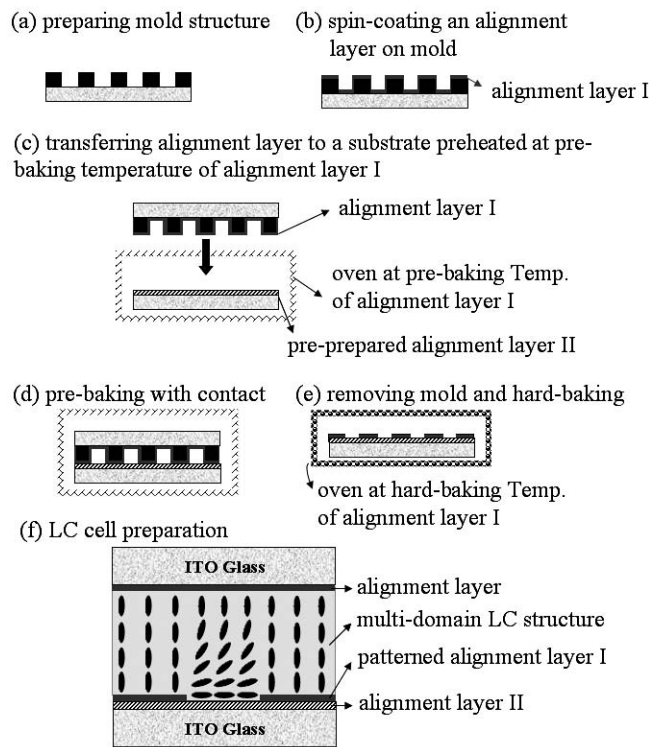 (a) preparing mold structure
(b) spin-coating an alignment
layer on mold
alignment layer I
(c) transferring alignment layer to a substrate preheated at pre-
baking temperature of alignment layer I
alignment layer I
oven at pre-baking Temp.
of alignment layer I
pre-prepared alignment layer II
(d) pre-baking with contact
(e) removing mold and hard-baking
oven at hard-baking Temp.
of alignment layer I
(f) LC cell preparation
ITO Glass
alignment layer
multi-domain LC structure
patterned alignment layer I
alignment layer II
ITO Glass